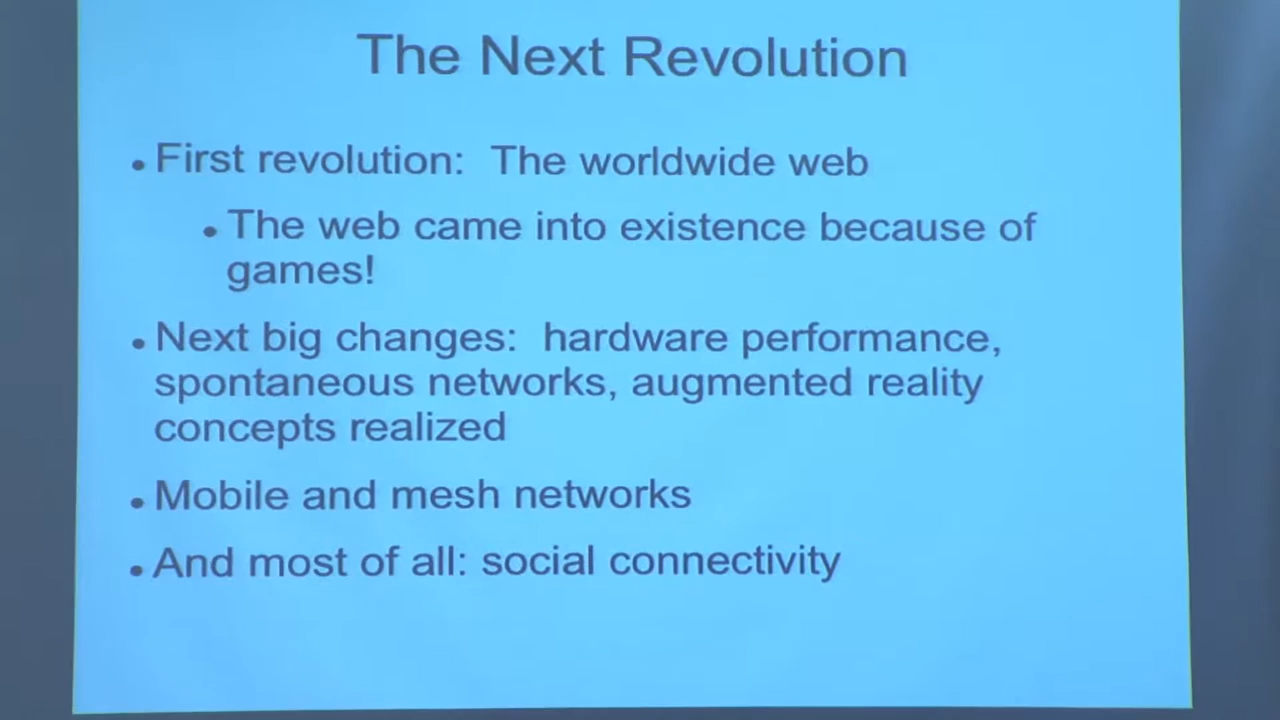 The Next Revolution
• First revolution: The worldwide web
• The web came into existence because of
games!
• Next big changes: hardware performance,
spontaneous networks, augmented reality
concepts realized
• Mobile and mesh networks
• And most of all: social connectivity